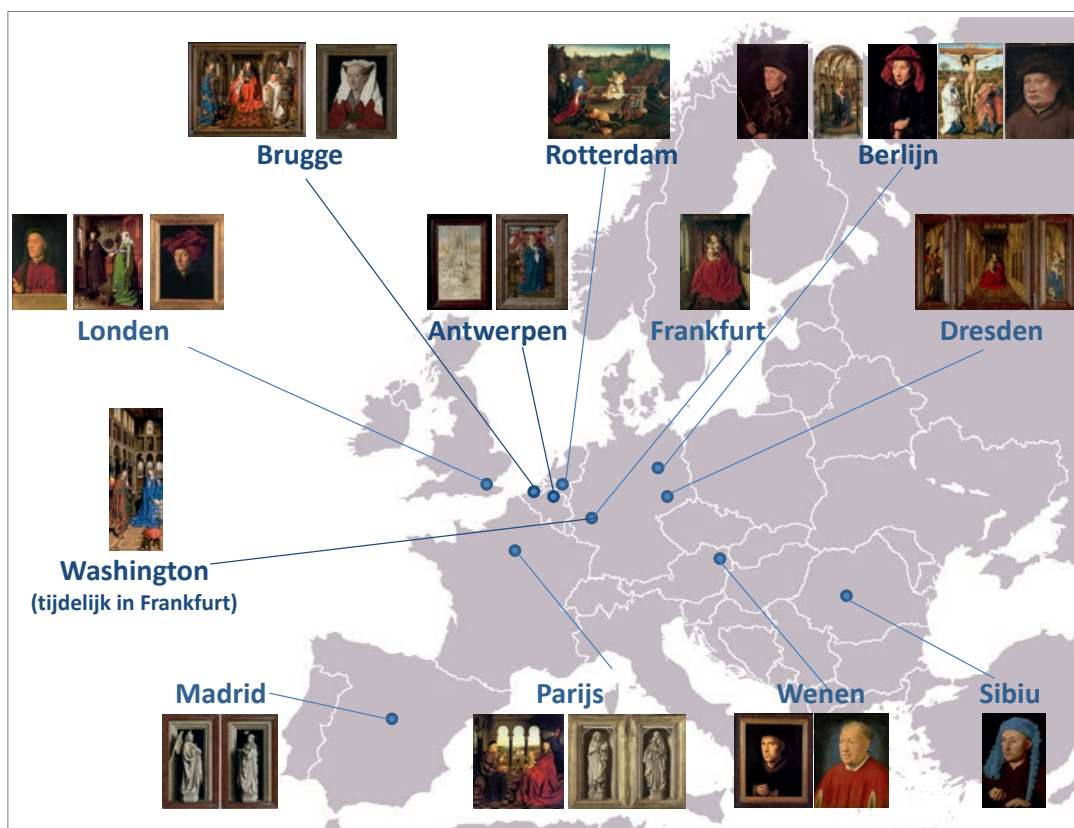 Brugge
Rotterdam
Berlijn
Londen
Antwerpen
Frankfurt
Dresden
Washington
(tijdelijk in Frankfurt)
Madrid
Parijs
Wenen
Sibiu